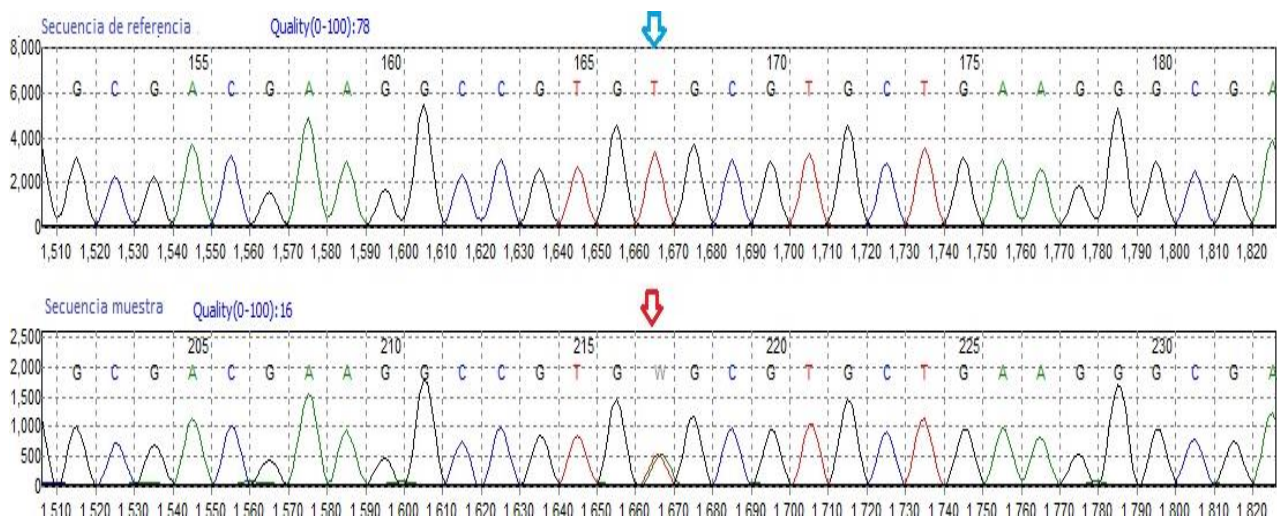 Secuencia de referencia Quality(0-100):78
8,000
155 160 165 170 175 180
6,000 G C G A C G A A G G C C G T G T G C G T G C T G A A G G G C G A
4,000
2,000
0
1,510 1,520 1,530 1,540 1,550 1,560 1,570 1,580 1,590 1,600 1,610 1,620 1,630 1,640 1,650 1,660 1,670 1,680 1,690 1,700 1,710 1,720 1,730 1,740 1,750 1,760 1,770 1,780 1,790 1,800 1,810 1,820
Secuencia muestra Quality(0-100):16
2,500
205 210 215 220 225 230
2,000 G C G A C G A A G G C C G T G W G C G T G C T G A A G G G C G A
1,500
1,000
500
0
1,510 1,520 1,530 1,540 1,550 1,560 1,570 1,580 1,590 1,600 1,610 1,620 1,630 1,640 1,650 1,660 1,670 1,680 1,690 1,700 1,710 1,720 1,730 1,740 1,750 1,760 1,770 1,780 1,790 1,800 1,810 1,820